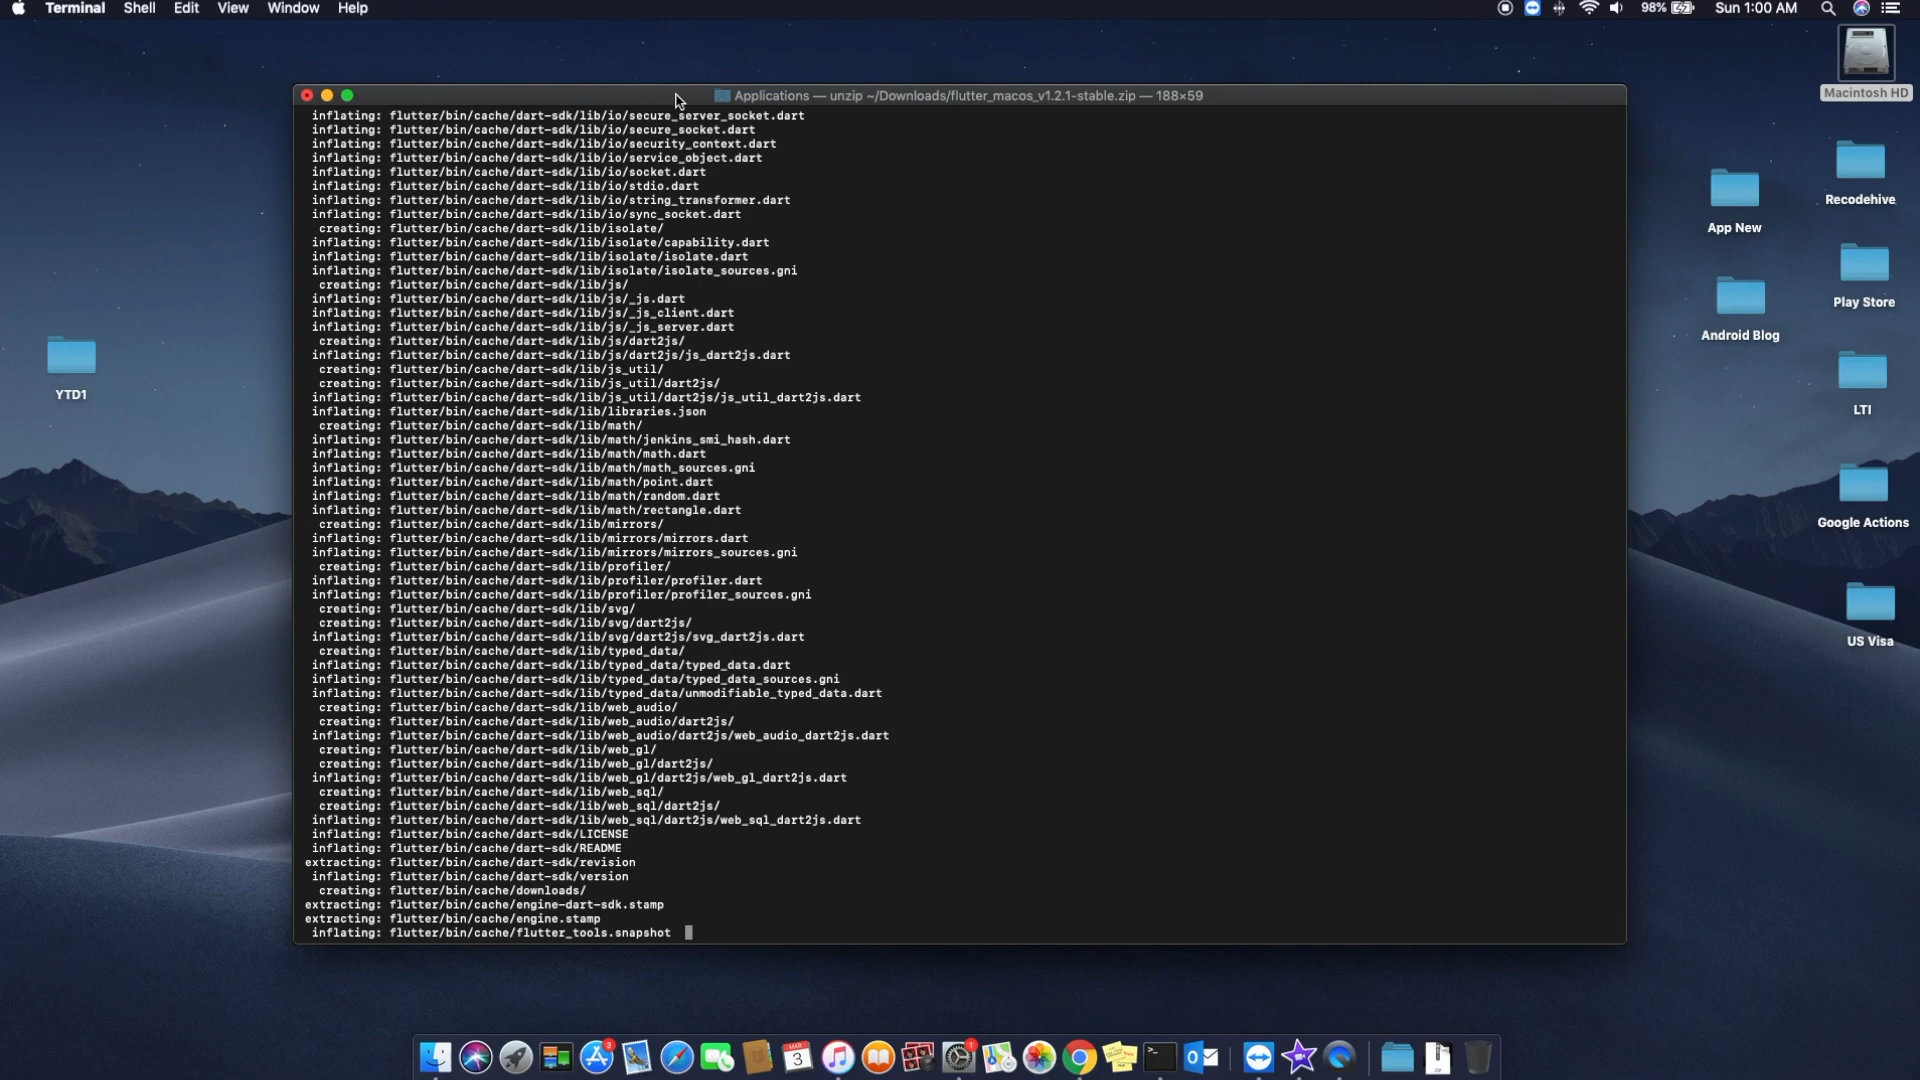 Terminal Shell Edit View Window Help
98% Sun 1:00 AM
Applications — unzip ~/Downloads/flutter_macos_v1.2.1-stable.zip — 188×59
inflating: flutter/bin/cache/dart-sdk/lib/io/secure_server_socket.dart
inflating: flutter/bin/cache/dart-sdk/lib/io/secure_socket.dart
inflating: flutter/bin/cache/dart-sdk/lib/io/security_context.dart
inflating: flutter/bin/cache/dart-sdk/lib/io/service_object.dart
inflating: flutter/bin/cache/dart-sdk/lib/io/socket.dart
inflating: flutter/bin/cache/dart-sdk/lib/io/stdio.dart
inflating: flutter/bin/cache/dart-sdk/lib/io/string_transformer.dart
inflating: flutter/bin/cache/dart-sdk/lib/io/sync_socket.dart
creating: flutter/bin/cache/dart-sdk/lib/isolate/
inflating: flutter/bin/cache/dart-sdk/lib/isolate/capability.dart
inflating: flutter/bin/cache/dart-sdk/lib/isolate/isolate.dart
inflating: flutter/bin/cache/dart-sdk/lib/isolate/isolate_sources.gni
creating: flutter/bin/cache/dart-sdk/lib/js/
inflating: flutter/bin/cache/dart-sdk/lib/js/_js.dart
inflating: flutter/bin/cache/dart-sdk/lib/js/_js_client.dart
inflating: flutter/bin/cache/dart-sdk/lib/js/_js_server.dart
creating: flutter/bin/cache/dart-sdk/lib/js/dart2js/
inflating: flutter/bin/cache/dart-sdk/lib/js/dart2js/js_dart2js.dart
creating: flutter/bin/cache/dart-sdk/lib/js_util/
creating: flutter/bin/cache/dart-sdk/lib/js_util/dart2js/
inflating: flutter/bin/cache/dart-sdk/lib/js_util/dart2js/js_util_dart2js.dart
inflating: flutter/bin/cache/dart-sdk/lib/libraries.json
creating: flutter/bin/cache/dart-sdk/lib/math/
inflating: flutter/bin/cache/dart-sdk/lib/math/jenkins_smi_hash.dart
inflating: flutter/bin/cache/dart-sdk/lib/math/math.dart
inflating: flutter/bin/cache/dart-sdk/lib/math/math_sources.gni
inflating: flutter/bin/cache/dart-sdk/lib/math/point.dart
inflating: flutter/bin/cache/dart-sdk/lib/math/random.dart
inflating: flutter/bin/cache/dart-sdk/lib/math/rectangle.dart
creating: flutter/bin/cache/dart-sdk/lib/mirrors/
inflating: flutter/bin/cache/dart-sdk/lib/mirrors/mirrors.dart
inflating: flutter/bin/cache/dart-sdk/lib/mirrors/mirrors_sources.gni
creating: flutter/bin/cache/dart-sdk/lib/profiler/
inflating: flutter/bin/cache/dart-sdk/lib/profiler/profiler.dart
inflating: flutter/bin/cache/dart-sdk/lib/profiler/profiler_sources.gni
creating: flutter/bin/cache/dart-sdk/lib/svg/
creating: flutter/bin/cache/dart-sdk/lib/svg/dart2js/
inflating: flutter/bin/cache/dart-sdk/lib/svg/dart2js/svg_dart2js.dart
creating: flutter/bin/cache/dart-sdk/lib/typed_data/
inflating: flutter/bin/cache/dart-sdk/lib/typed_data/typed_data.dart
inflating: flutter/bin/cache/dart-sdk/lib/typed_data/typed_data_sources.gni
inflating: flutter/bin/cache/dart-sdk/lib/typed_data/unmodifiable_typed_data.dart
creating: flutter/bin/cache/dart-sdk/lib/web_audio/
creating: flutter/bin/cache/dart-sdk/lib/web_audio/dart2js/
inflating: flutter/bin/cache/dart-sdk/lib/web_audio/dart2js/web_audio_dart2js.dart
creating: flutter/bin/cache/dart-sdk/lib/web_gl/
creating: flutter/bin/cache/dart-sdk/lib/web_gl/dart2js/
inflating: flutter/bin/cache/dart-sdk/lib/web_gl/dart2js/web_gl_dart2js.dart
creating: flutter/bin/cache/dart-sdk/lib/web_sql/
creating: flutter/bin/cache/dart-sdk/lib/web_sql/dart2js/
inflating: flutter/bin/cache/dart-sdk/lib/web_sql/dart2js/web_sql_dart2js.dart
inflating: flutter/bin/cache/dart-sdk/LICENSE
inflating: flutter/bin/cache/dart-sdk/README
extracting: flutter/bin/cache/dart-sdk/revision
inflating: flutter/bin/cache/dart-sdk/version
creating: flutter/bin/cache/downloads/
extracting: flutter/bin/cache/engine-dart-sdk.stamp
extracting: flutter/bin/cache/engine.stamp
inflating: flutter/bin/cache/flutter_tools.snapshot
YTD1
Macintosh HD
Recodehive
App New
Play Store
Android Blog
LTI
Google Actions
US Visa
3
MAR
3
1
ZIP